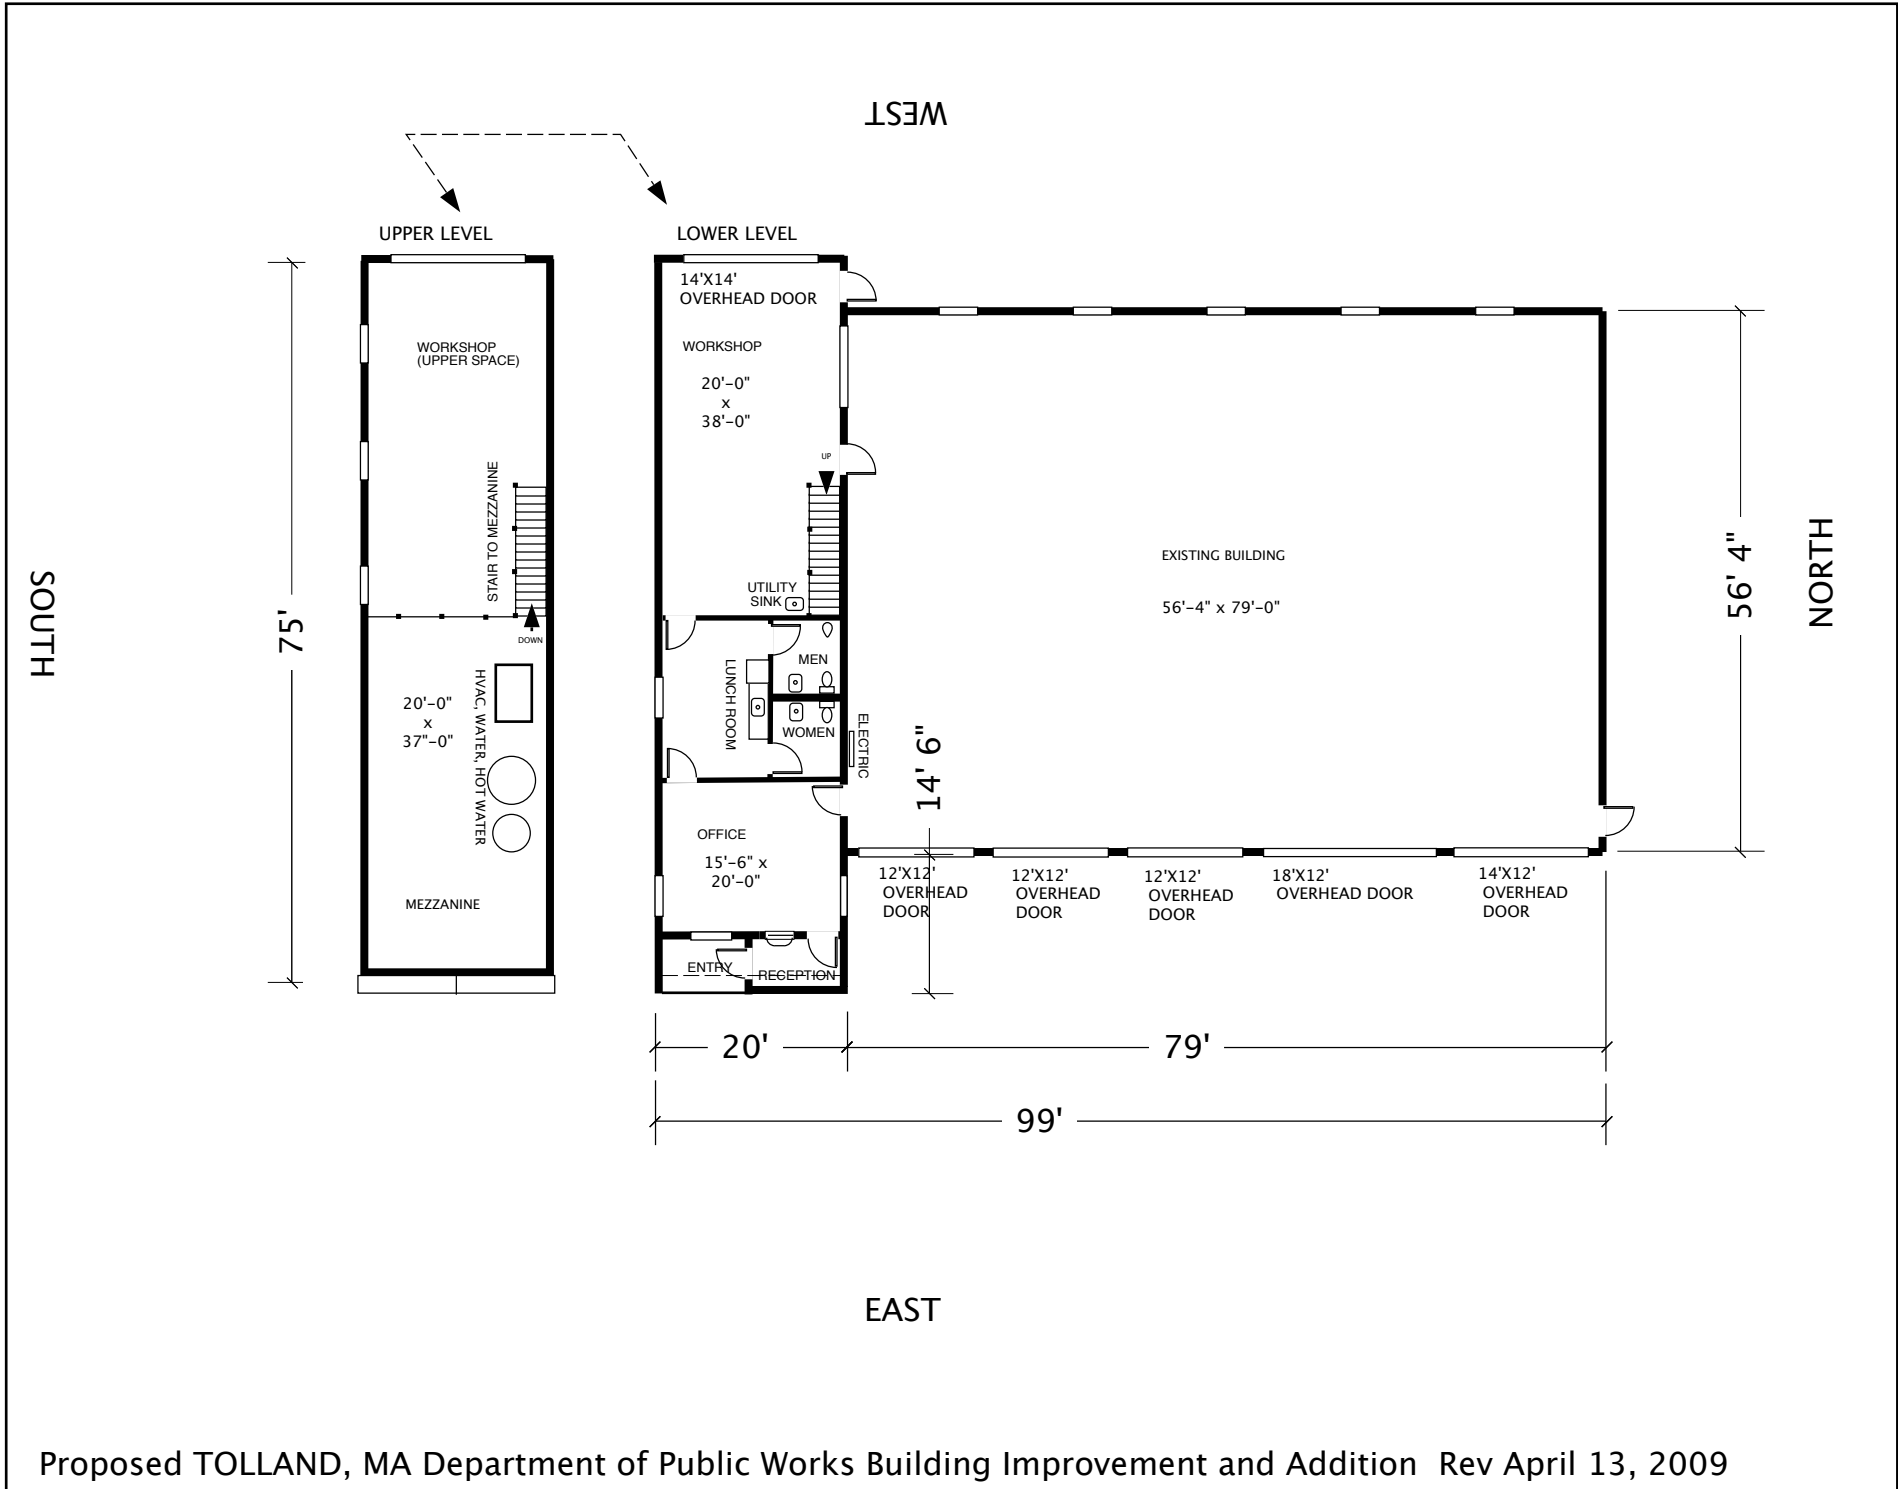 WEST
UPPER LEVEL
LOWER LEVEL
14'X14'
OVERHEAD DOOR
WORKSHOP
(UPPER SPACE)
WORKSHOP
20'-0"
x
38'-0"
UP
STAIR TO MEZZANINE
UTILITY
SINK
DOWN
EXISTING BUILDING
56'-4" x 79'-0"
56' 4"
NORTH
SOUTH
75'
MEN
LUNCH ROOM
WOMEN
ELECTRIC
14' 6"
20'-0"
x
37"-0"
HVAC, WATER, HOT WATER
MEZZANINE
OFFICE
15'-6" x
20'-0"
ENTRY
RECEPTION
12'X12'
OVERHEAD
DOOR
12'X12'
OVERHEAD
DOOR
12'X12'
OVERHEAD
DOOR
18'X12'
OVERHEAD DOOR
14'X12'
OVERHEAD
DOOR
20'
79'
99'
EAST
Proposed TOLLAND, MA Department of Public Works Building Improvement and Addition Rev April 13, 2009